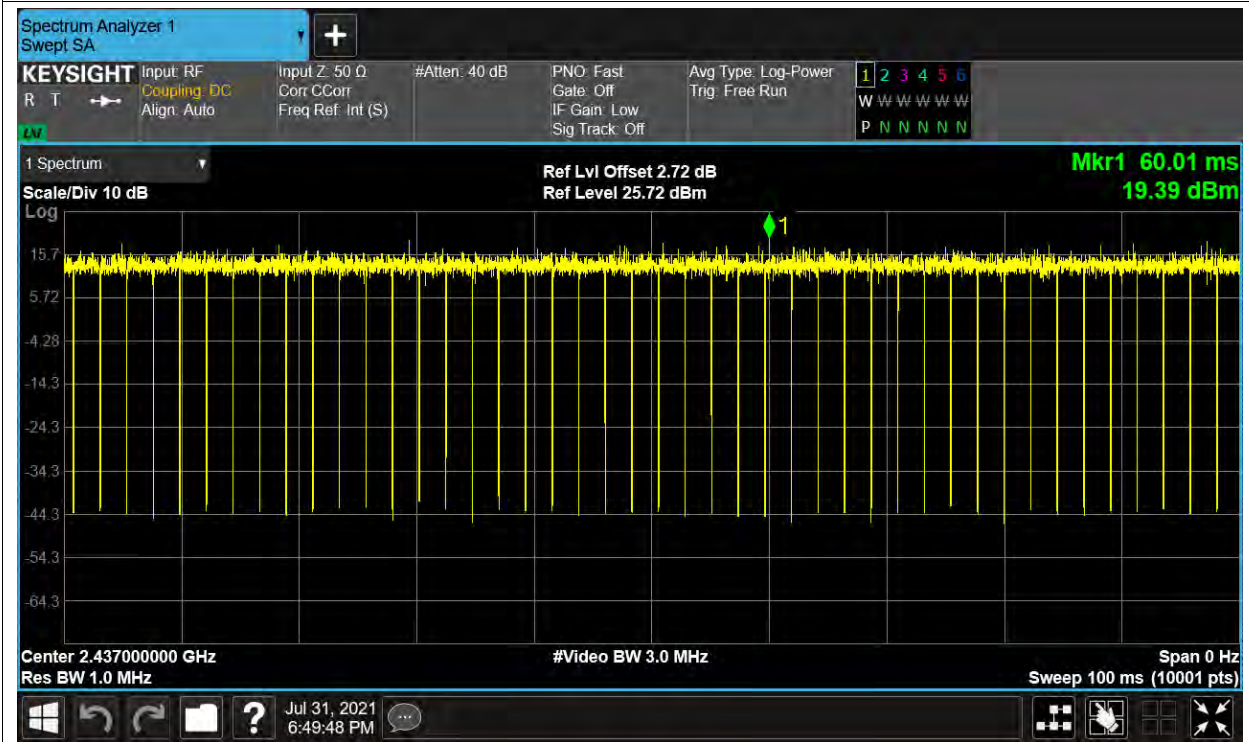 Spectrum Analyzer 1
Swept SA
+
KEYSIGHT
R T
LNI
Input: RF
Coupling: DC
Align: Auto
Input Z: 50 Ω
Corr CCorr
Freq Ref: Int (S)
#Atten: 40 dB
PNO: Fast
Gate: Off
IF Gain: Low
Sig Track: Off
Avg Type: Log-Power
Trig: Free Run
1 2 3 4 5 6
W W W W W W
P N N N N N
1 Spectrum
Scale/Div 10 dB
Log
Ref Lvl Offset 2.72 dB
Ref Level 25.72 dBm
Mkr1 60.01 ms
19.39 dBm
1
15.7
5.72
-4.28
-14.3
-24.3
-34.3
-44.3
-54.3
-64.3
Center 2.437000000 GHz
Res BW 1.0 MHz
#Video BW 3.0 MHz
Span 0 Hz
Sweep 100 ms (10001 pts)
?
Jul 31, 2021
6:49:48 PM